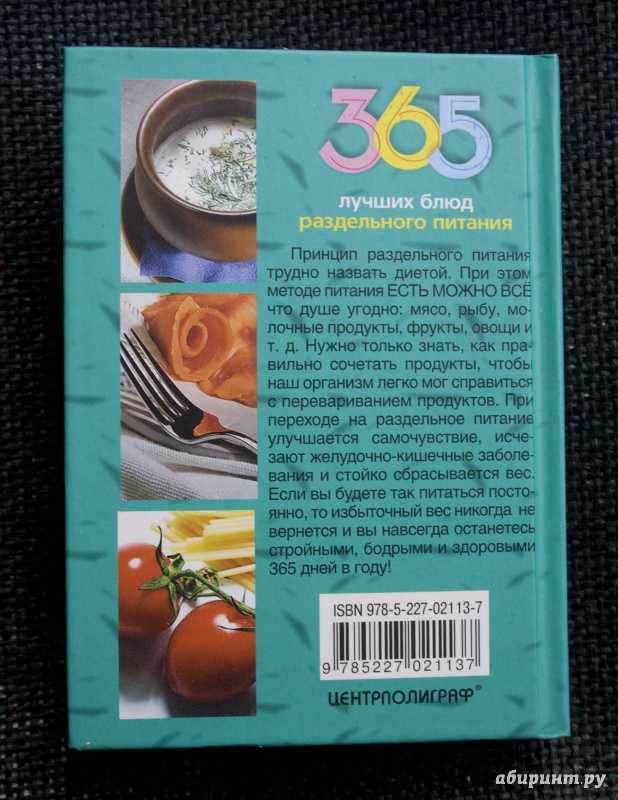 365
лучших блюд
раздельного питания
Принцип раздельного питания
трудно назвать диетой. При этом
методе питания ЕСТЬ МОЖНО ВСЁ
что душе угодно: мясо, рыбу, мо-
лочные продукты, фрукты, овощи и
т. д. Нужно только знать, как пра-
вильно сочетать продукты, чтобы
наш организм легко мог справиться
с перевариванием продуктов. При
переходе на раздельное питание
улучшается самочувствие, исче-
зают желудочно-кишечные заболе-
вания и стойко сбрасывается вес.
Если вы будете так питаться посто-
янно, то избыточный вес никогда не
вернется и вы навсегда останетесь
стройными, бодрыми и здоровыми
365 дней в году!
ISBN 978-5-227-02113-7
9 785227 021137
ЦЕНТРПОЛИГРАФ®
абиринт.ру